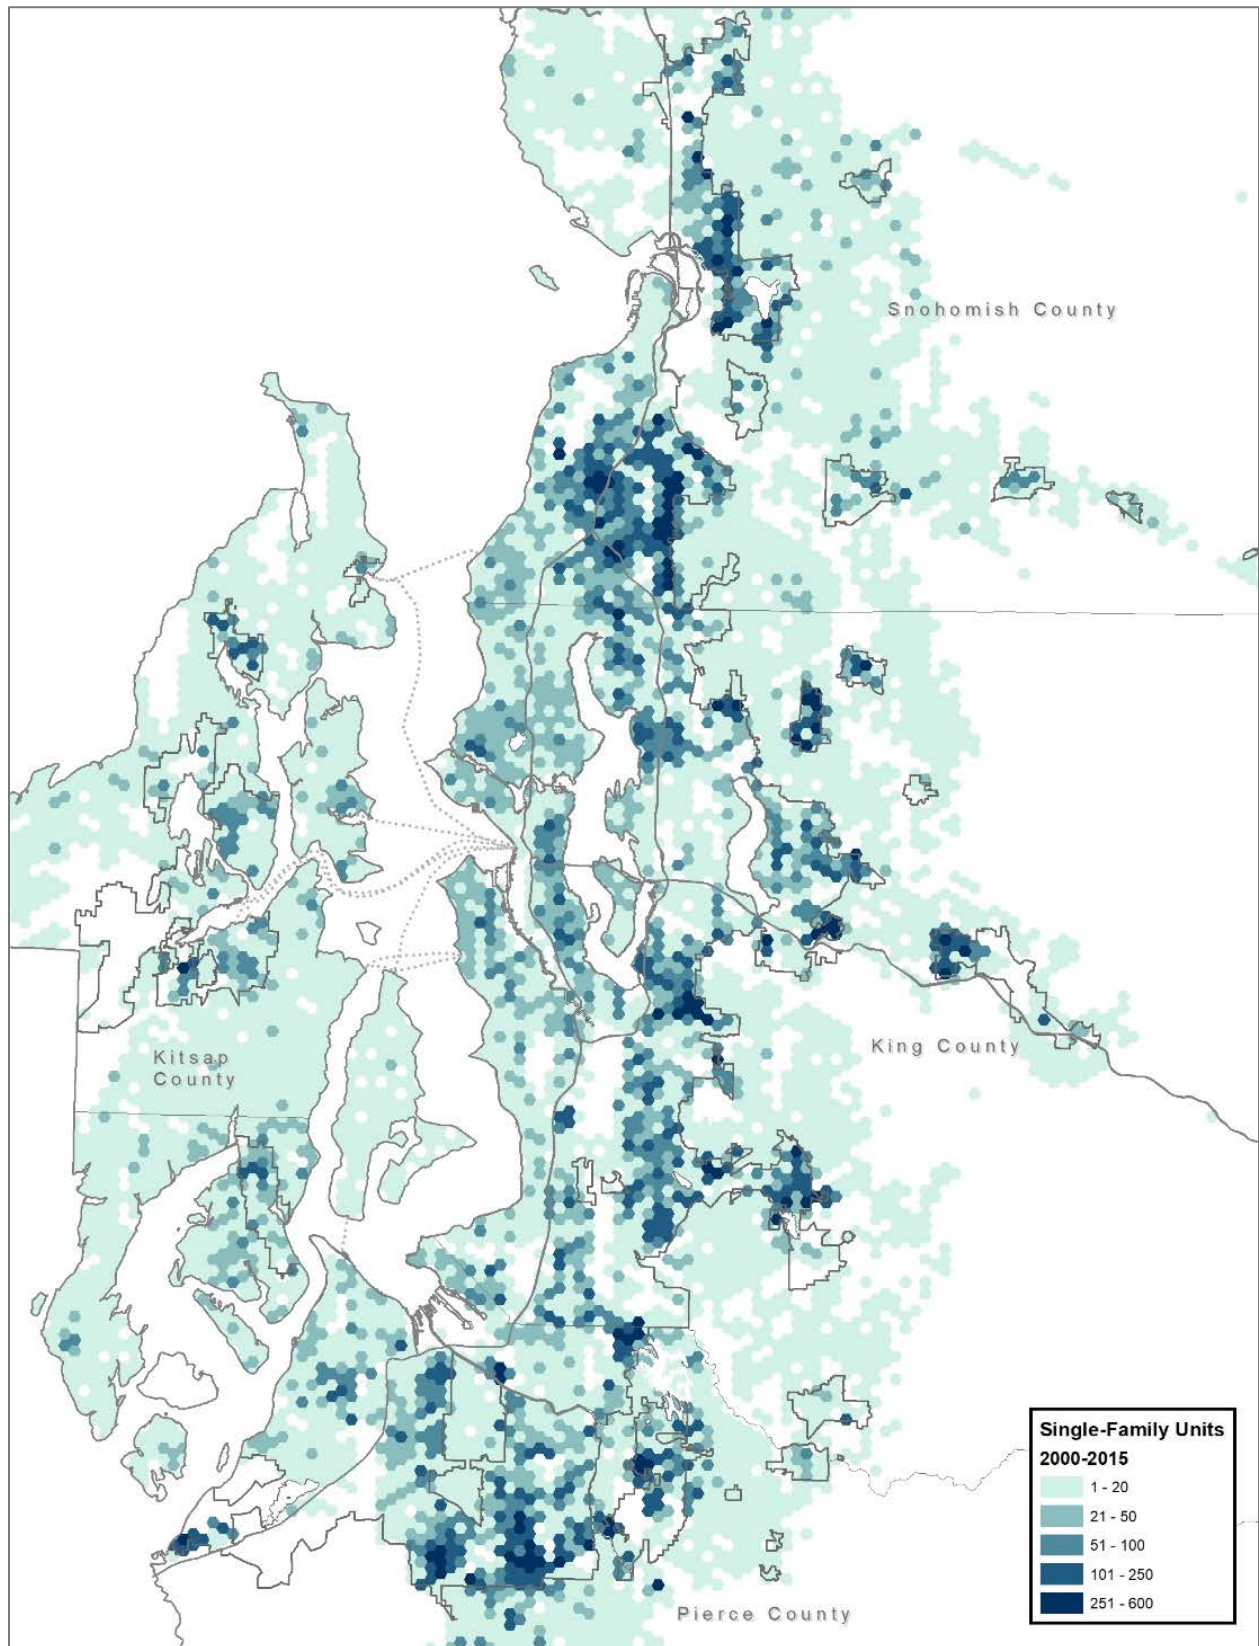 Snohomish County
King County
Kitsap
County
Pierce County
Single-Family Units
2000-2015
1 - 20
21 - 50
51 - 100
101 - 250
251 - 600